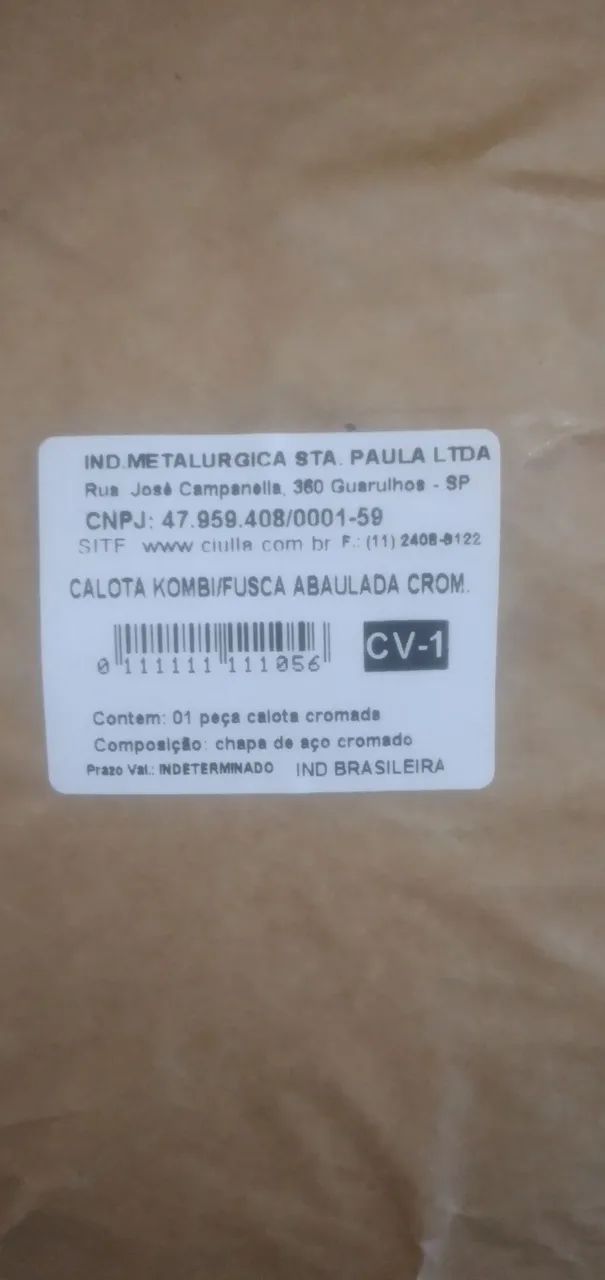 IND.METALURGICA STA. PAULA LTDA
Rua José Campanella, 360 Guarulhos - SP
CNPJ: 47.959.408/0001-59
SITE www ciulla com br F.: (11) 2408-8122
CALOTA KOMBI/FUSCA ABAULADA CROM.
CV-1
0 111111 111056
Contem: 01 peça calota cromada
Composição: chapa de aço cromado
Prazo Val.: INDETERMINADO IND BRASILEIRA